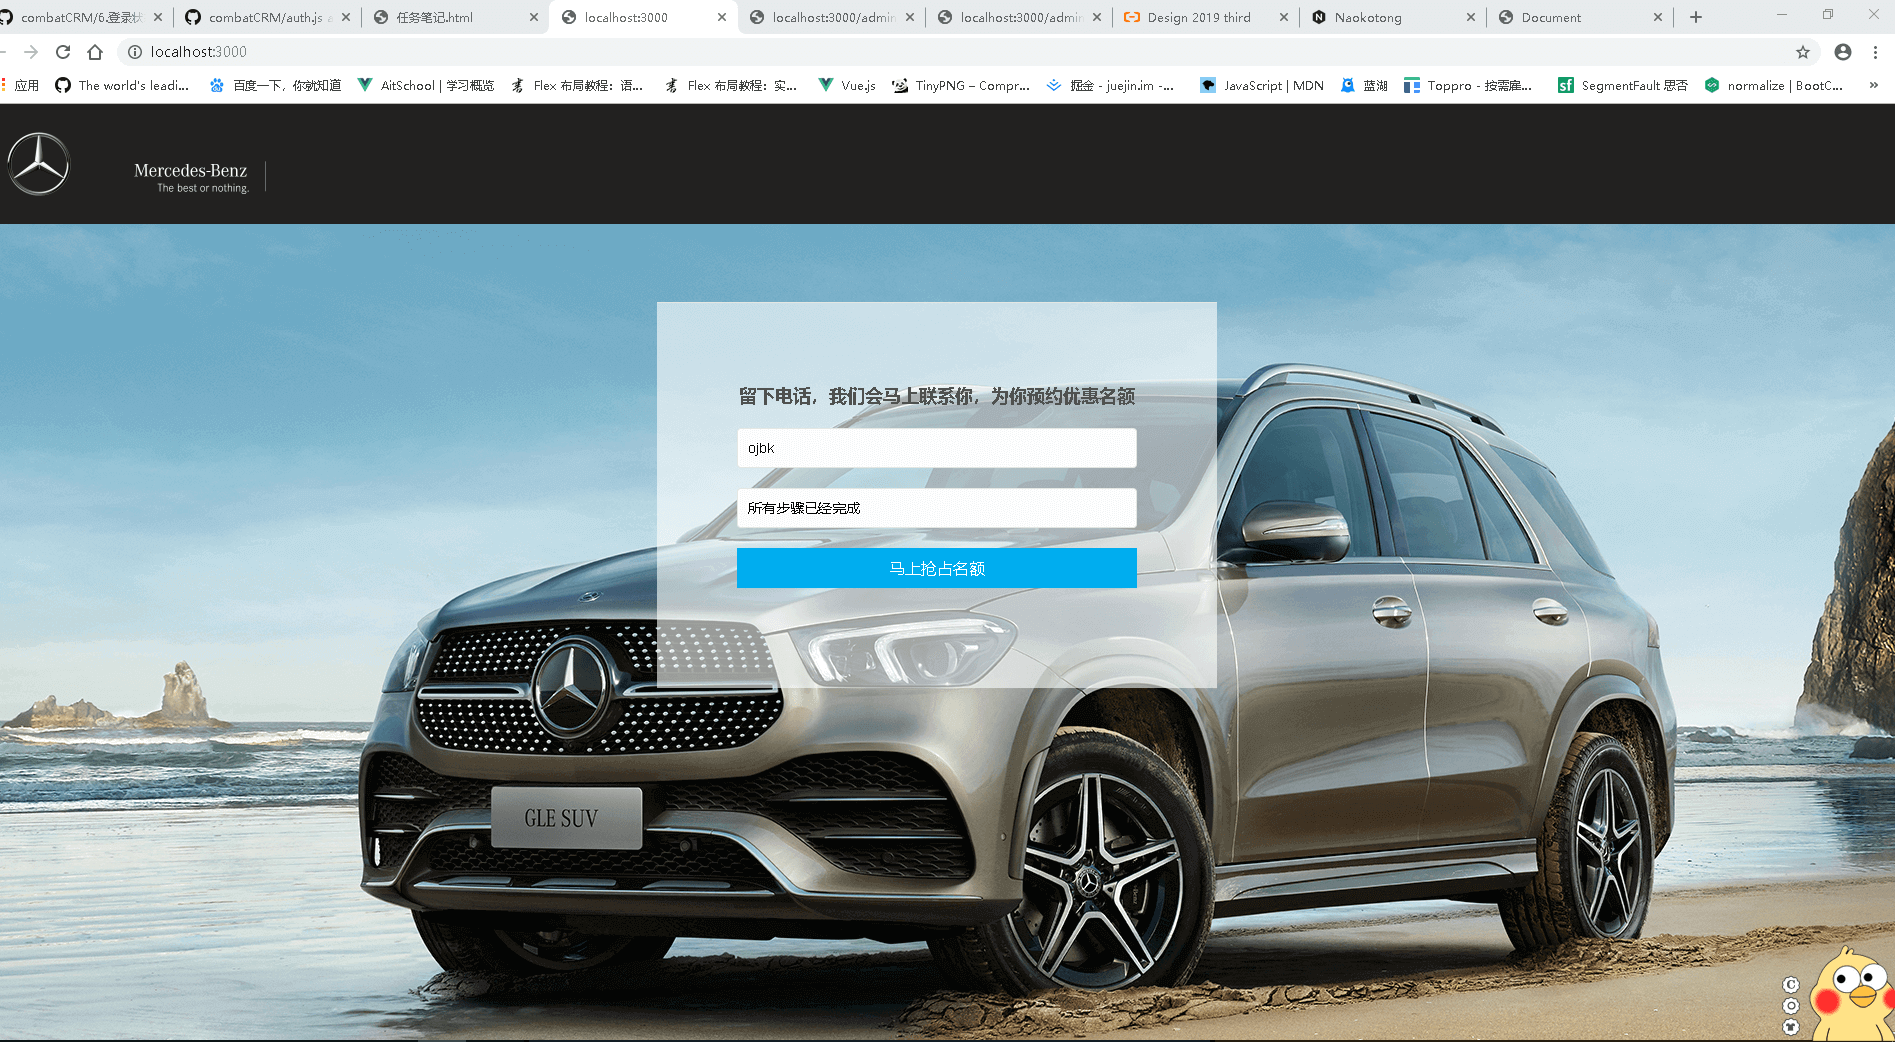 combatCRM/6.登录状
combatCRM/auth.js a
任务笔记.html
localhost:3000
localhost:3000/admin
localhost:3000/admin
Design 2019 third
Naokotong
Document
localhost:3000
应用
The world's leadi...
百度一下，你就知道
AitSchool | 学习概览
Flex 布局教程：语...
Flex 布局教程：实...
Vue.js
TinyPNG – Compr...
掘金 - juejin.im -...
JavaScript | MDN
蓝湖
Toppro - 按需雇...
sf
SegmentFault 思否
normalize | BootC...
»
Mercedes-Benz
The best or nothing.
留下电话，我们会马上联系你，为你预约优惠名额
ojbk
所有步骤已经完成
马上抢占名额
GLE SUV